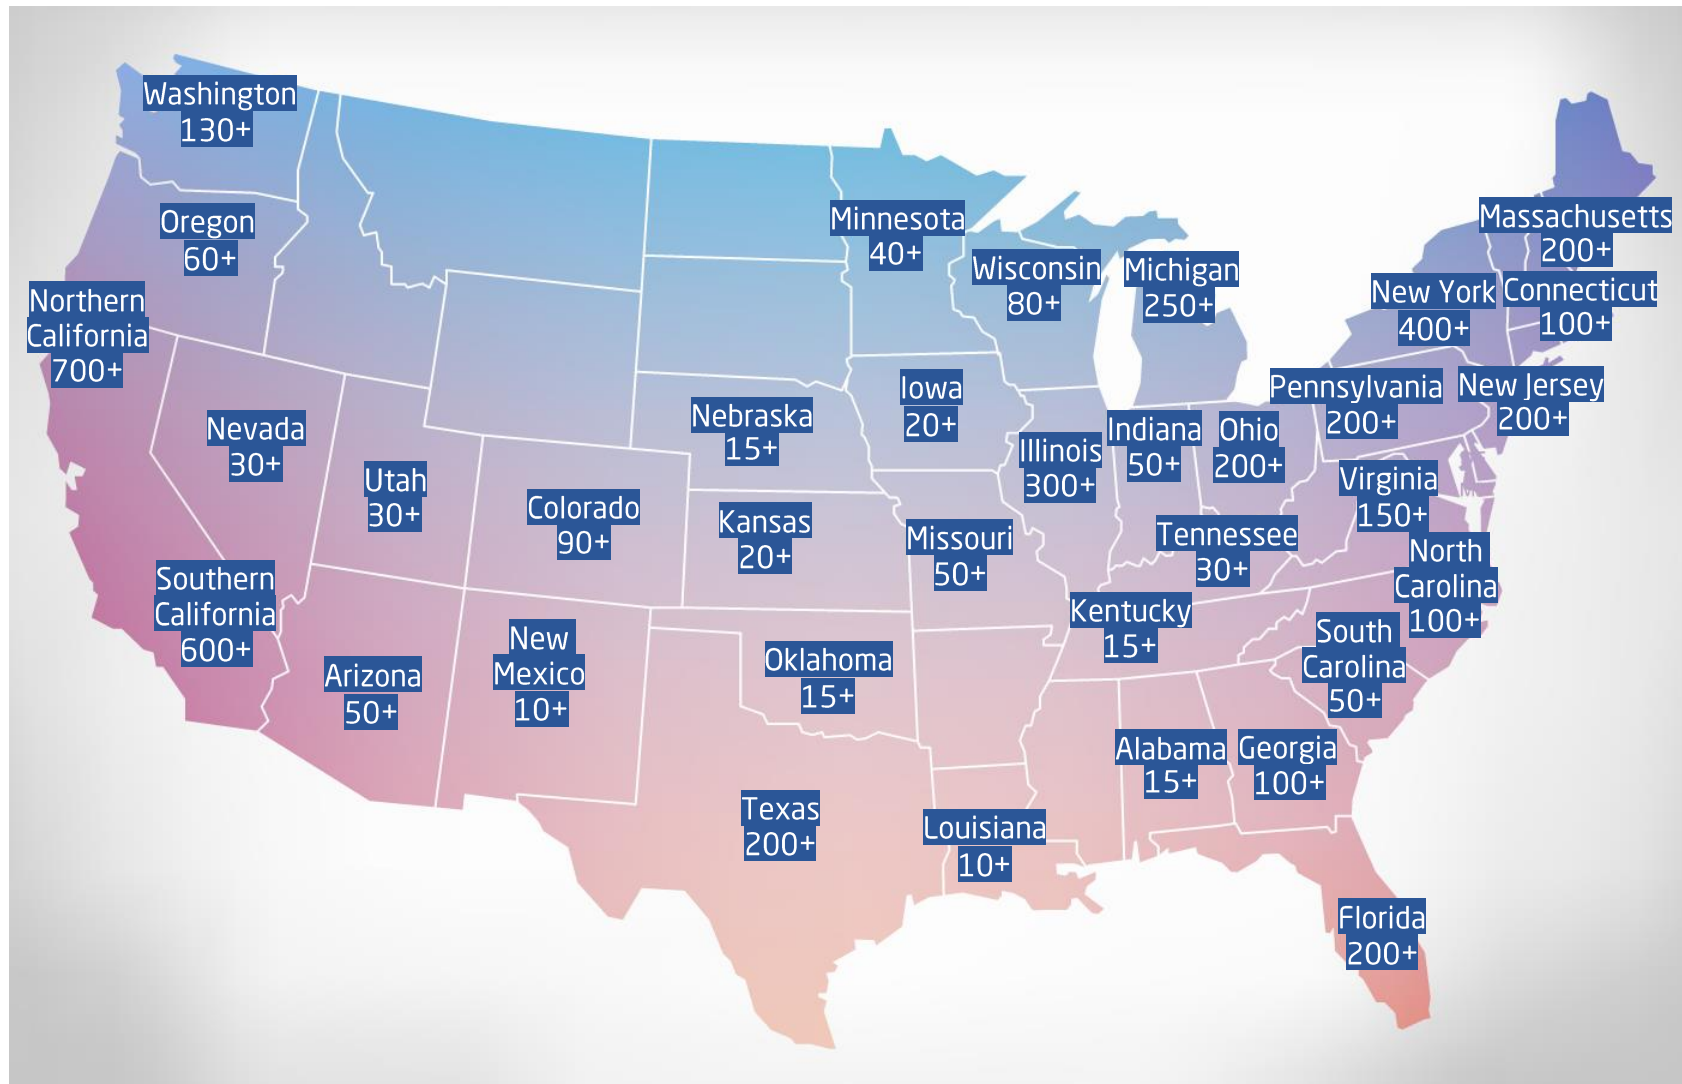 Washington
130+
Oregon
60+
Northern
California
700+
Nevada
30+
Utah
30+
Southern
California
600+
Arizona
50+
Colorado
90+
New
Mexico
10+
Nebraska
15+
Kansas
20+
Oklahoma
15+
Texas
200+
Minnesota
40+
Iowa
20+
Missouri
50+
Louisiana
10+
Wisconsin
80+
Illinois
300+
Michigan
250+
Indiana
50+
Ohio
200+
Tennessee
30+
Kentucky
15+
Alabama
15+
Georgia
100+
Florida
200+
South
Carolina
50+
North
Carolina
100+
Virginia
150+
Pennsylvania
200+
New Jersey
200+
New York
400+
Connecticut
100+
Massachusetts
200+